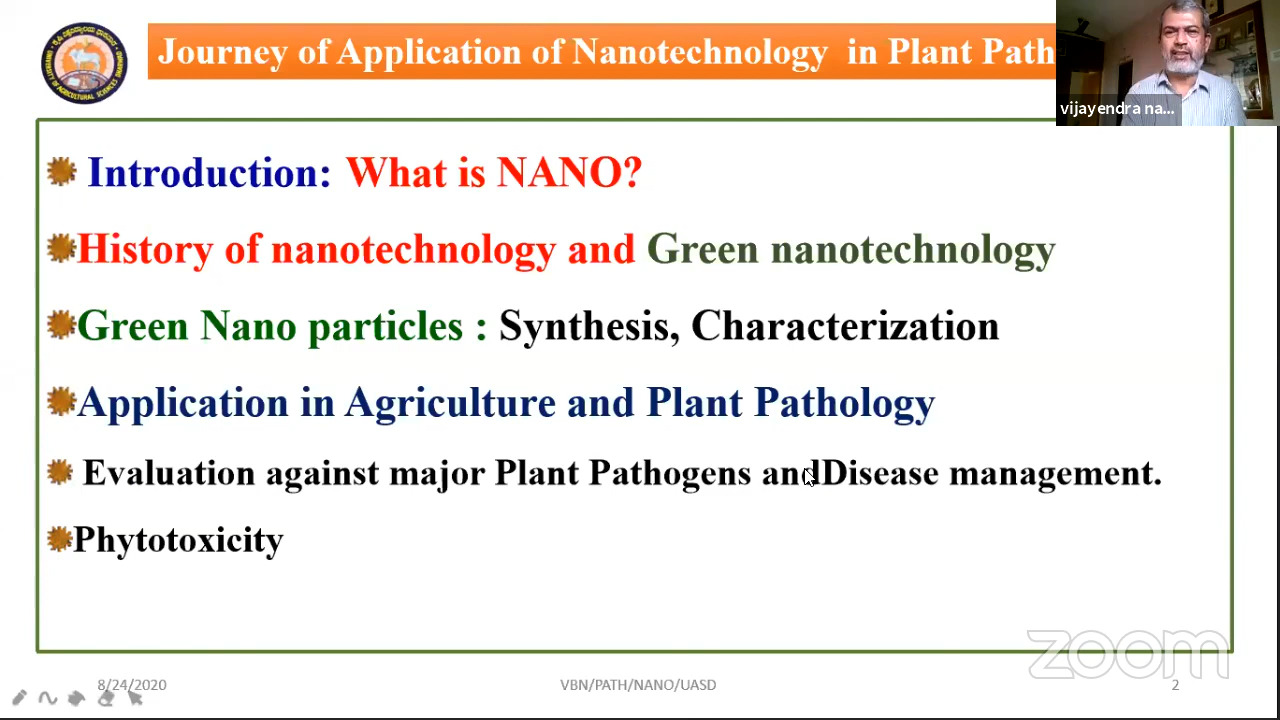 Journey of Application of Nanotechnology in Plant Path
vijayendra na...
Introduction: What is NANO?
History of nanotechnology and Green nanotechnology
Green Nano particles : Synthesis, Characterization
Application in Agriculture and Plant Pathology
Evaluation against major Plant Pathogens andDisease management.
Phytotoxicity
zoom
8/24/2020
VBN/PATH/NANO/UASD
2